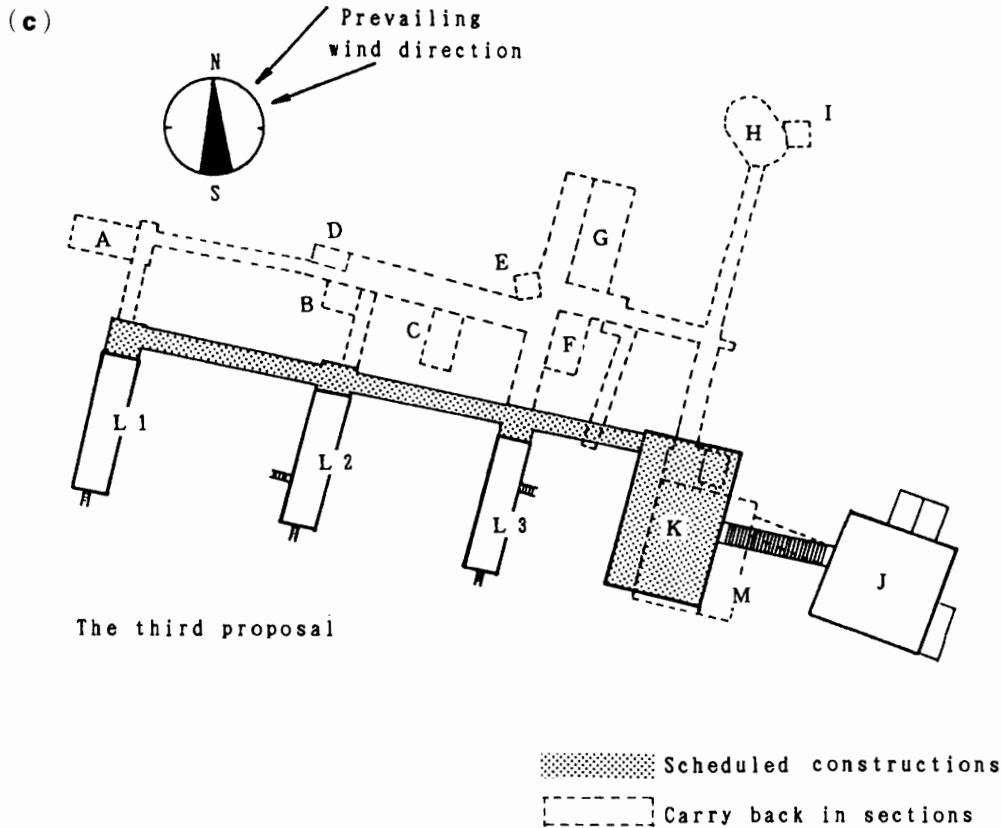 (c)
Prevailing
wind direction
N
S
I
H
D
A
E
G
B
C
F
L 1
L 2
L 3
K
J
M
The third proposal
Scheduled constructions
Carry back in sections